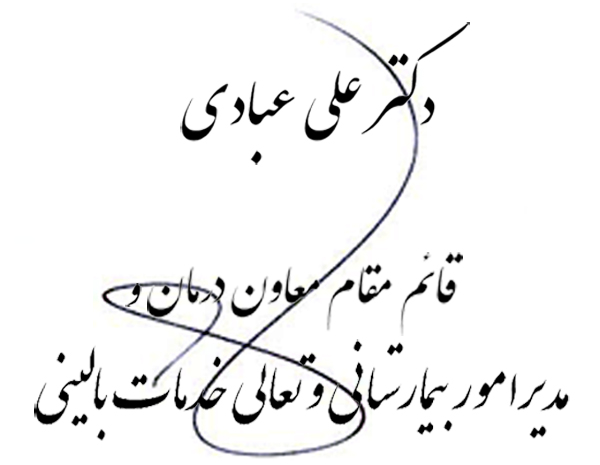 دکتر علی عبادی
قائم مقام معاون درمان و
مدیر امور بیمارستانی و تعالی خدمات بالینی